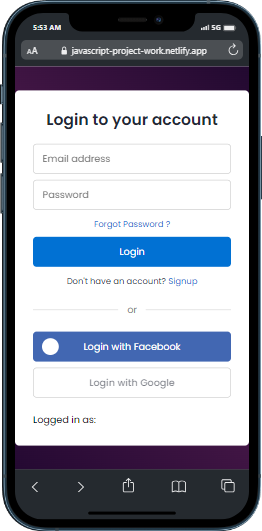 5:53 AM
5G
AA
javascript-project-work.netlify.app
Login to your account
Email address
Password
Forgot Password ?
Login
Don't have an account? Signup
or
Login with Facebook
Login with Google
Logged in as: